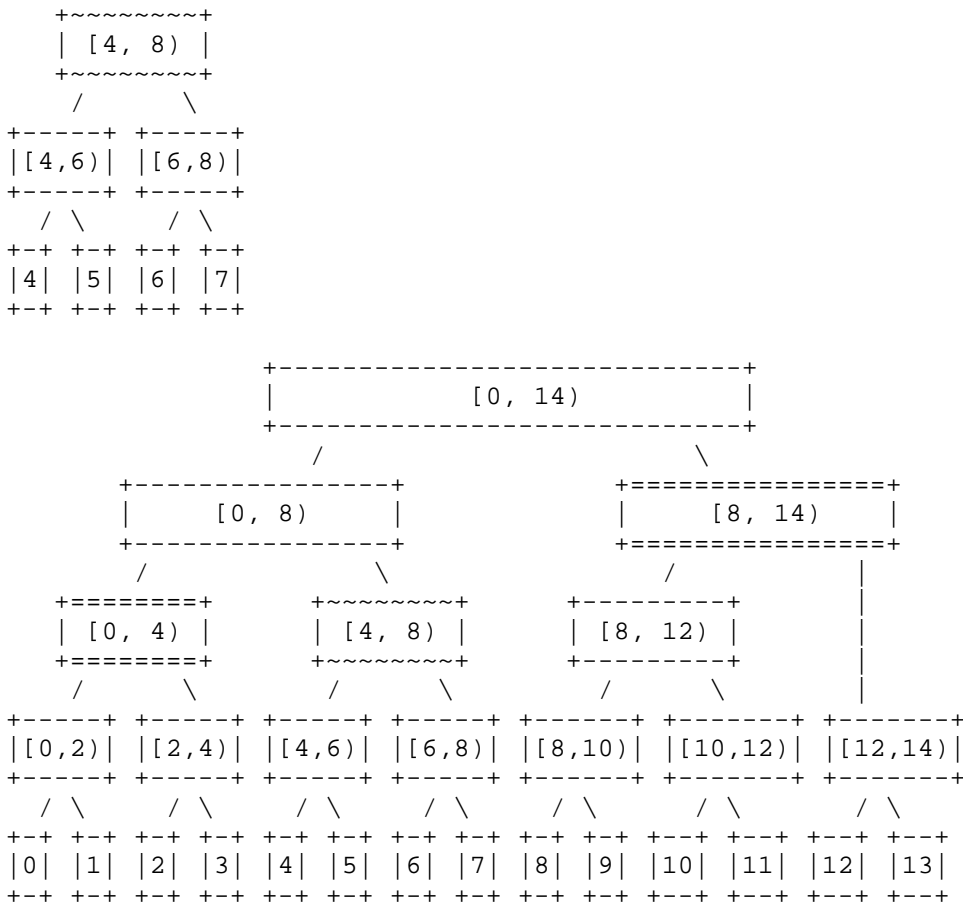 +~~~~~~~~+
| [4, 8) |
+~~~~~~~~+
/ \
+-----+ +-----+
|[4,6)| |[6,8)|
+-----+ +-----+
/ \ / \
+-+ +-+ +-+ +-+
|4| |5| |6| |7|
+-+ +-+ +-+ +-+
+-----------------------------+
| [0, 14) |
+-----------------------------+
/ \
+----------------+ +================+
| [0, 8) | | [8, 14) |
+----------------+ +================+
/ \ / |
+========+ +~~~~~~~~+ +---------+ |
| [0, 4) | | [4, 8) | | [8, 12) | |
+========+ +~~~~~~~~+ +---------+ |
/ \ / \ / \ |
+-----+ +-----+ +-----+ +-----+ +------+ +-------+ +-------+
|[0,2)| |[2,4)| |[4,6)| |[6,8)| |[8,10)| |[10,12)| |[12,14)|
+-----+ +-----+ +-----+ +-----+ +------+ +-------+ +-------+
/ \ / \ / \ / \ / \ / \ / \
+-+ +-+ +-+ +-+ +-+ +-+ +-+ +-+ +-+ +-+ +--+ +--+ +--+ +--+
|0| |1| |2| |3| |4| |5| |6| |7| |8| |9| |10| |11| |12| |13|
+-+ +-+ +-+ +-+ +-+ +-+ +-+ +-+ +-+ +-+ +--+ +--+ +--+ +--+